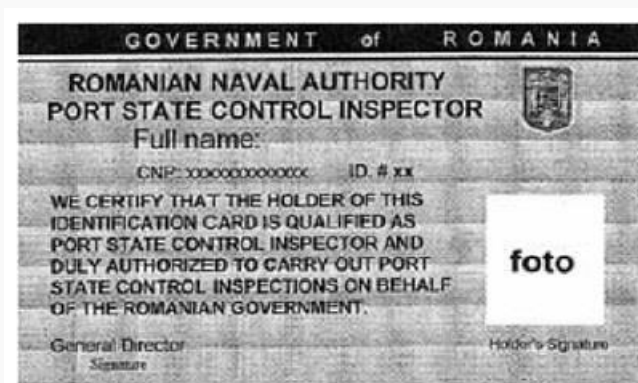 GOVERNMENT of ROMANIA
ROMANIAN NAVAL AUTHORITY
PORT STATE CONTROL INSPECTOR
Full name:
CNP: xxxxxxxxxxxxx ID. # xx
WE CERTIFY THAT THE HOLDER OF THIS
IDENTIFICATION CARD IS QUALIFIED AS
PORT STATE CONTROL INSPECTOR AND
DULY AUTHORIZED TO CARRY OUT PORT
STATE CONTROL INSPECTIONS ON BEHALF
OF THE ROMANIAN GOVERNMENT.
foto
General Director Holder's Signature
Signature